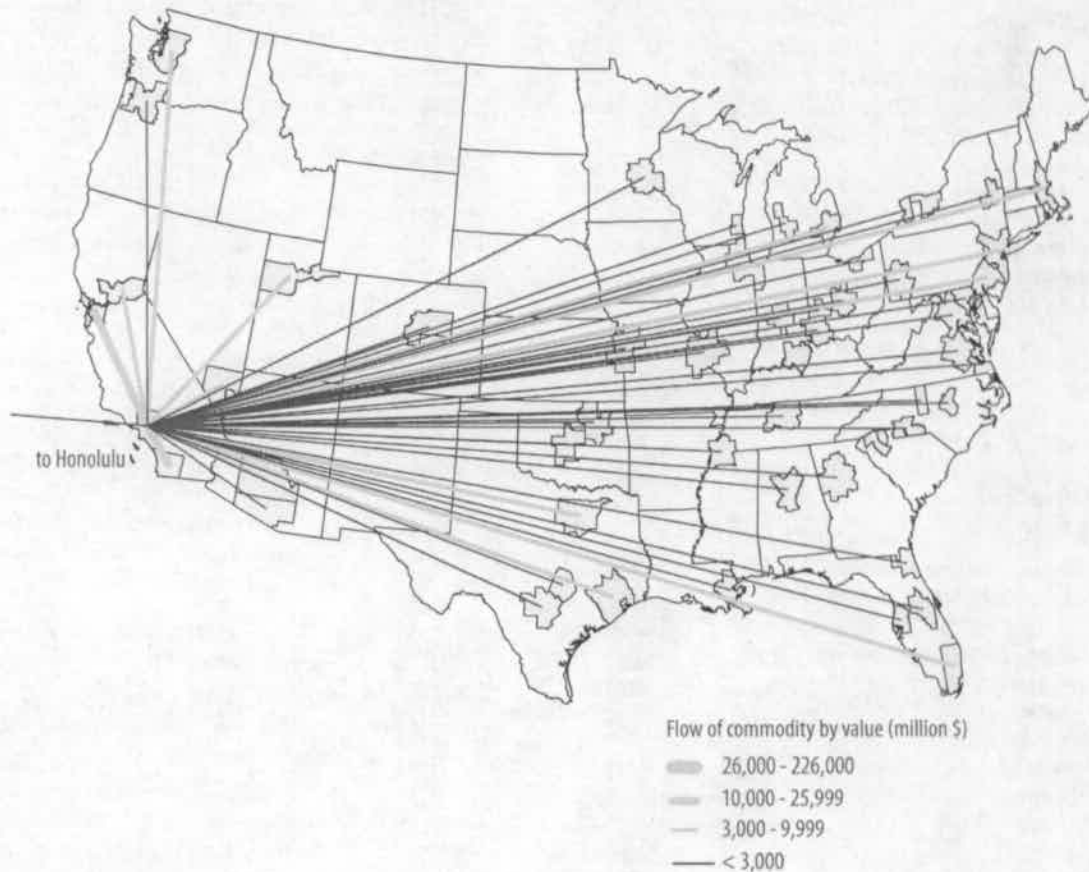 to Honolulu
Flow of commodity by value (million $)
26,000 - 226,000
10,000 - 25,999
3,000 - 9,999
< 3,000